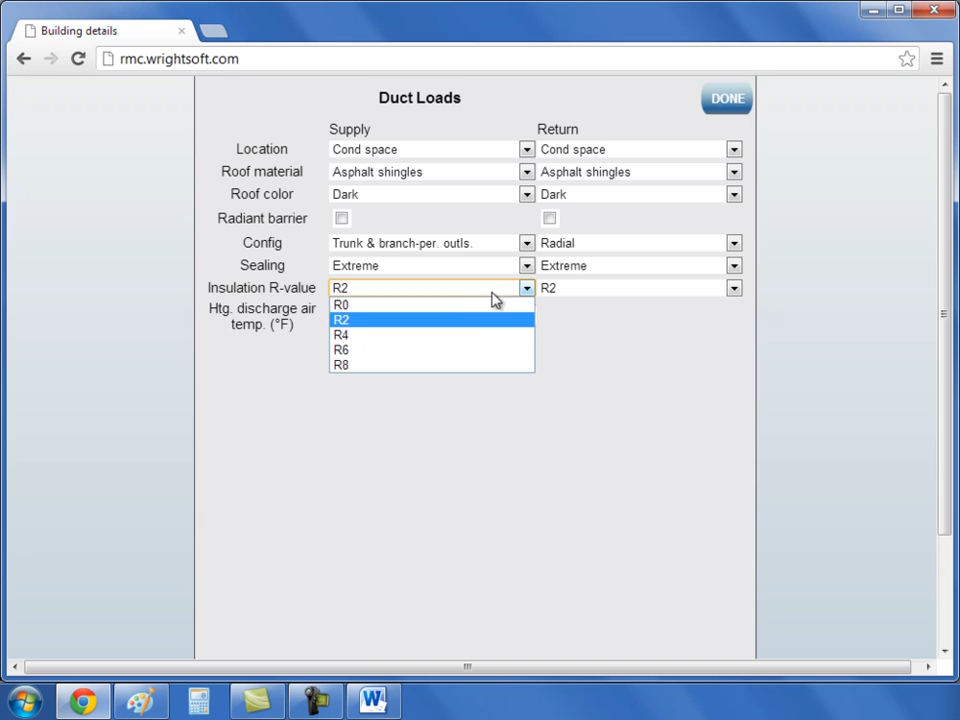 Building details
rmc.wrightsoft.com
Duct Loads
DONE
Supply Return
Location Cond space Cond space
Roof material Asphalt shingles Asphalt shingles
Roof color Dark Dark
Radiant barrier
Config Trunk & branch-per. outls. Radial
Sealing Extreme Extreme
Insulation R-value R2 R2
R0
Htg. discharge air
R2
temp. (°F)
R4
R6
R8